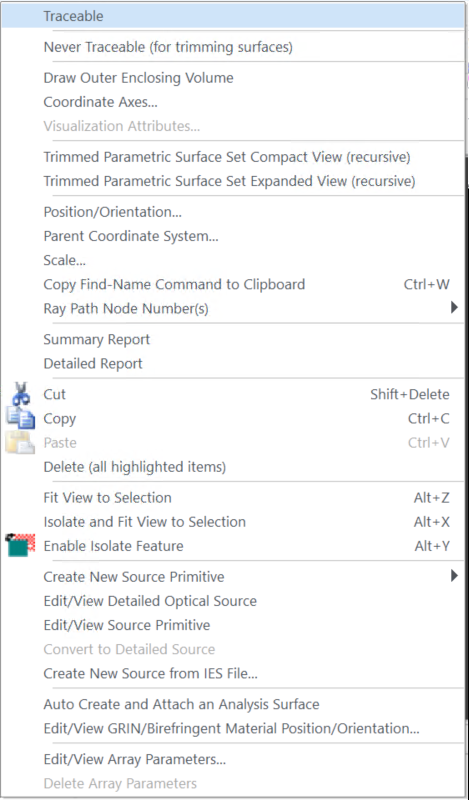 Traceable
Never Traceable (for trimming surfaces)
Draw Outer Enclosing Volume
Coordinate Axes...
Visualization Attributes...
Trimmed Parametric Surface Set Compact View (recursive)
Trimmed Parametric Surface Set Expanded View (recursive)
Position/Orientation...
Parent Coordinate System...
Scale...
Copy Find-Name Command to Clipboard Ctrl+W
Ray Path Node Number(s)
Summary Report
Detailed Report
Cut Shift+Delete
Copy Ctrl+C
Paste Ctrl+V
Delete (all highlighted items)
Fit View to Selection Alt+Z
Isolate and Fit View to Selection Alt+X
Enable Isolate Feature Alt+Y
Create New Source Primitive
Edit/View Detailed Optical Source
Edit/View Source Primitive
Convert to Detailed Source
Create New Source from IES File...
Auto Create and Attach an Analysis Surface
Edit/View GRIN/Birefringent Material Position/Orientation...
Edit/View Array Parameters...
Delete Array Parameters